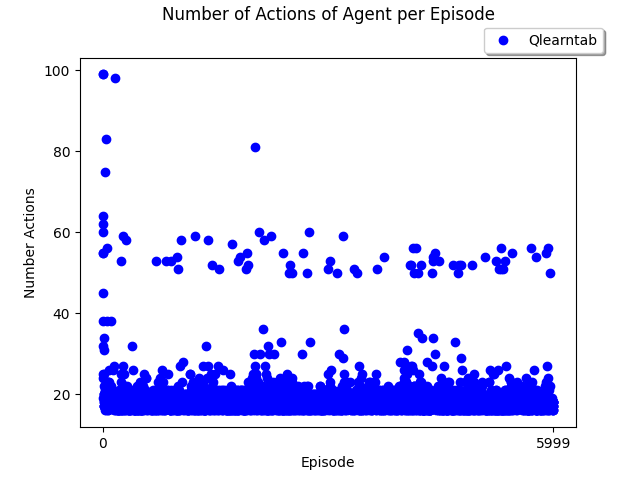 Number of Actions of Agent per Episode
Qlearntab
100
80
60
40
20
Number Actions
0
5999
Episode